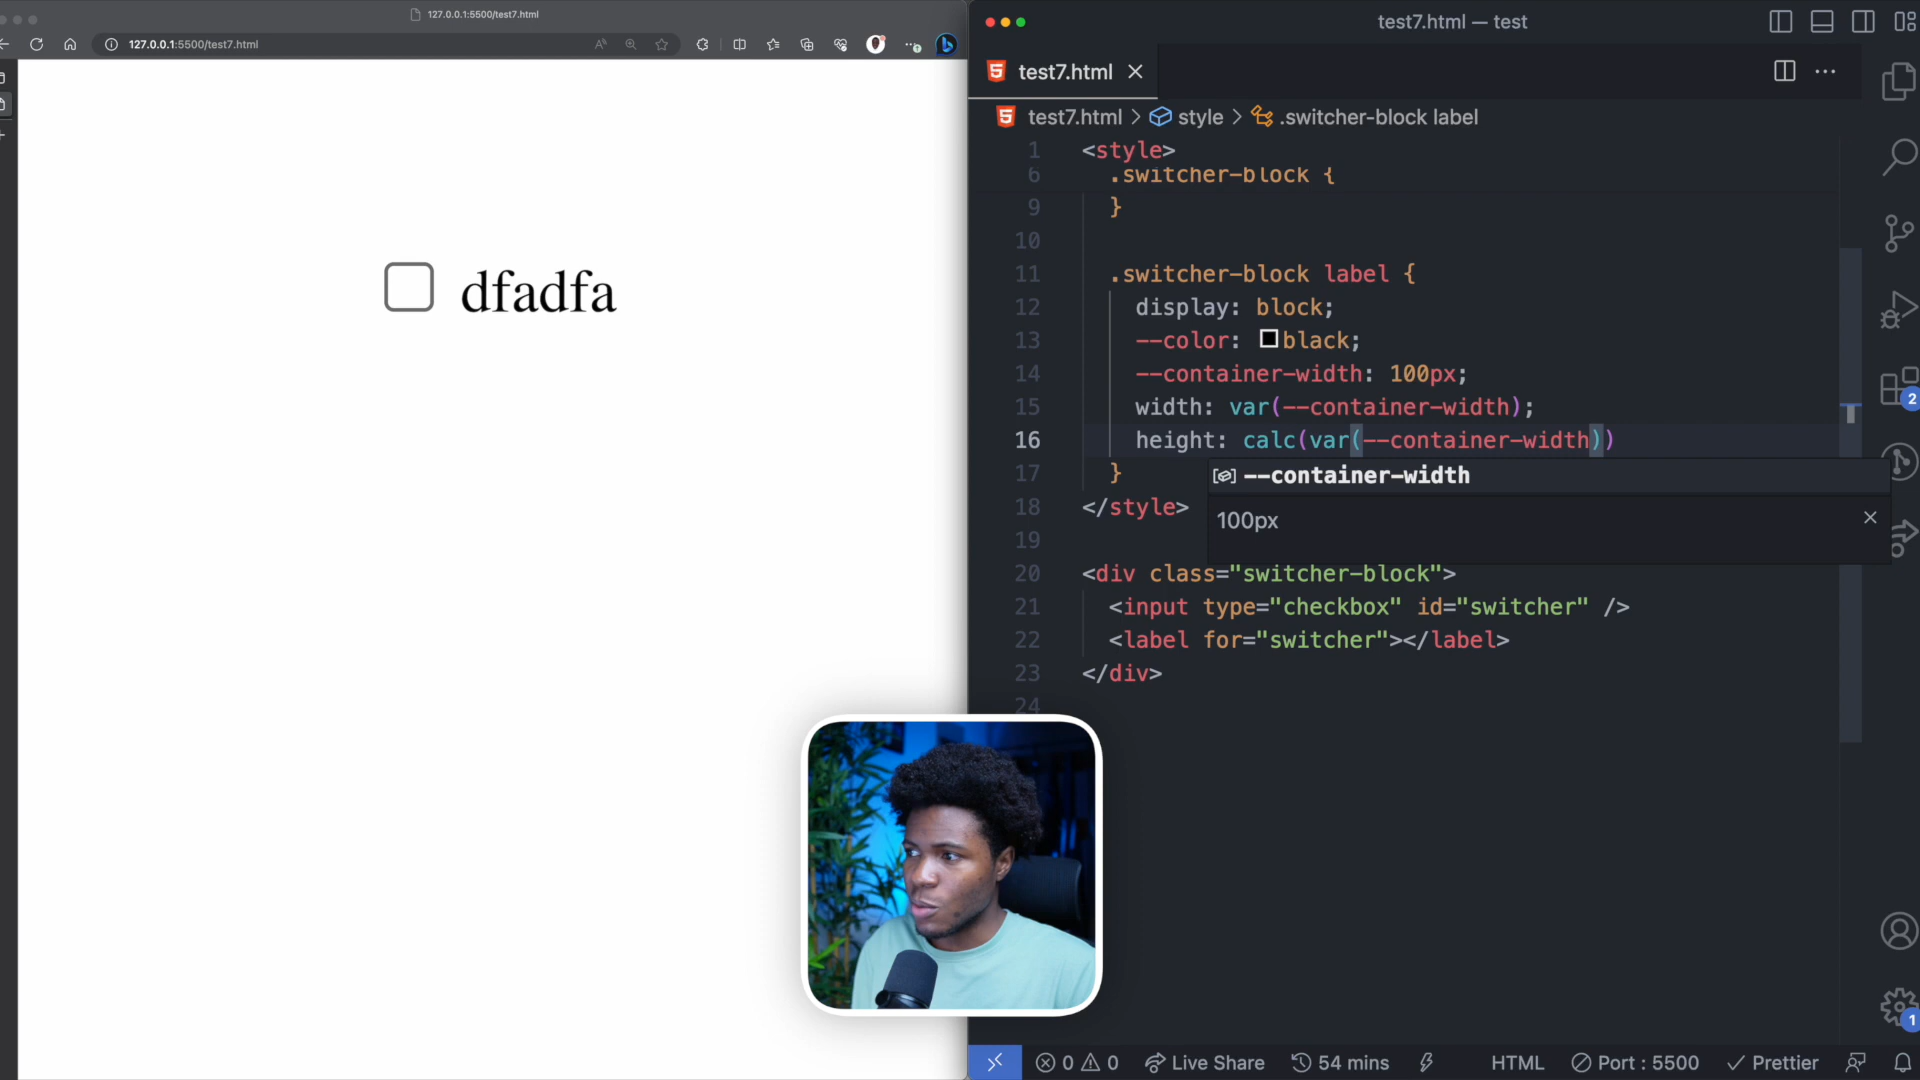 127.0.0.1:5500/test7.html
127.0.0.1:5500/test7.html
dfadfa
test7.html — test
test7.html
test7.html > style > .switcher-block label
1 <style>
6 .switcher-block {
9 }
10
11 .switcher-block label {
12 display: block;
13 --color: black;
14 --container-width: 100px;
15 width: var(--container-width);
16 height: calc(var(--container-width))
--container-width
17 }
100px
18 </style>
19
20 <div class="switcher-block">
21 <input type="checkbox" id="switcher" />
22 <label for="switcher"></label>
23 </div>
24
2
1
0 0 Live Share 54 mins HTML Port : 5500 Prettier